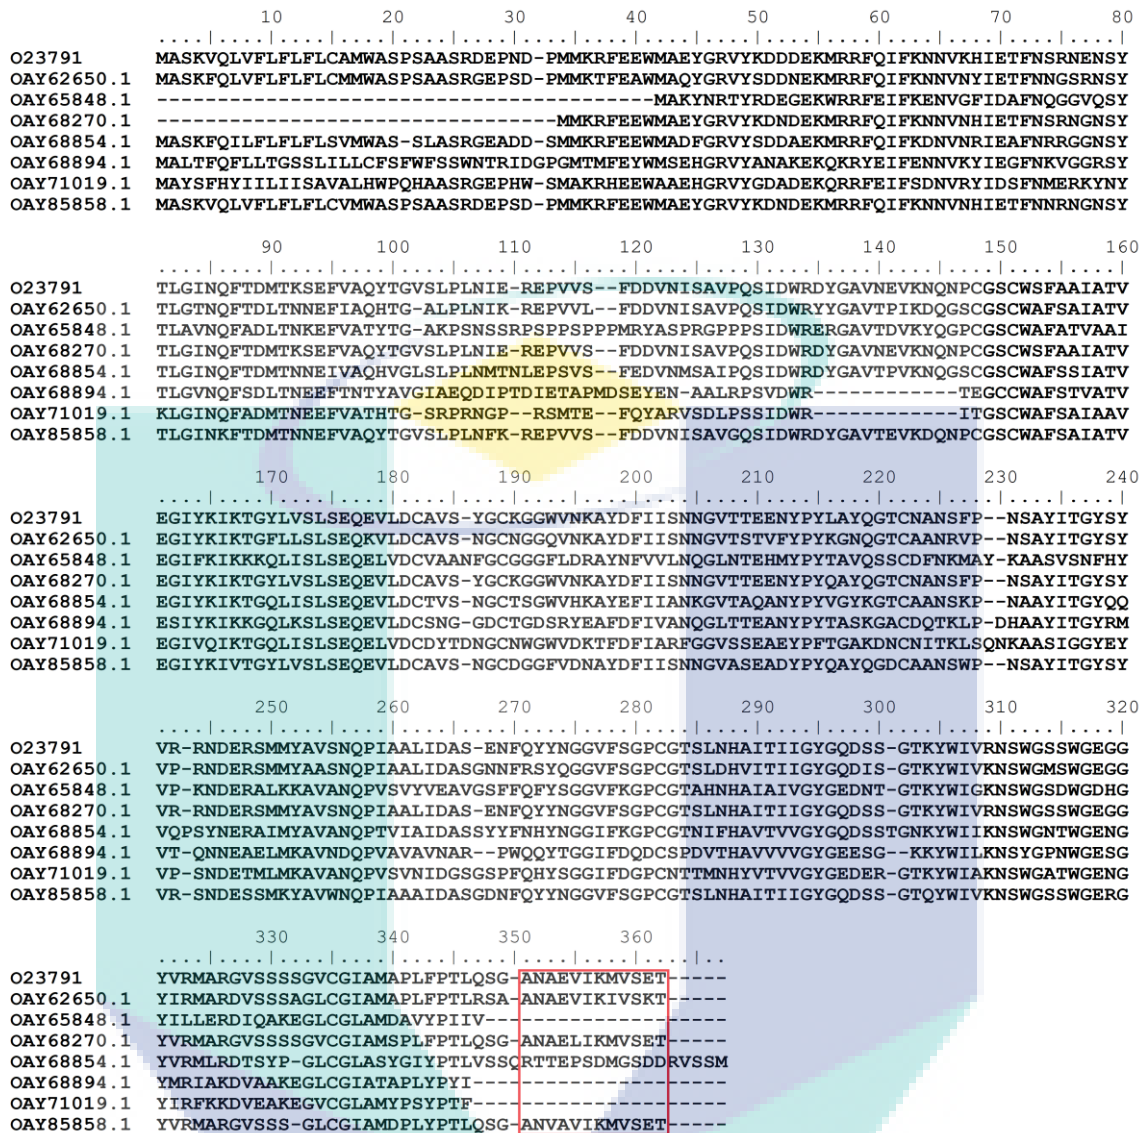 10 20 30 40 50 60 70 80
....|....|....|....|....|....|....|....|....|....|....|....|....|....|....|....|
O23791 MASKVQLVFLFLFLCAMWASPSAASRDEPND-PMMKRFEEWMAEYGRVYKDDDEKMRRFQIFKNNVKHIETFNSRNENSY
OAY62650.1 MASKFQLVFLFLFLCMMWASPSAASRDEPSD-PMMKTFEAWMAQYGRVYKDNDEKMRRFQIFKNNVNYIETFNNGSRNSY
OAY65848.1 -----------------------------------------MAKYNRTYRDEGEKWRRFEIFKENVGFIDAFNQGGVQSY
OAY68270.1 ---------------------------------MMKRFEEWMAEYGRVYKDNDEKMRRFQIFKNNVNHIETFNSRNGNSY
OAY68854.1 MASKFQILFLFLFLSVMWAS-SLASRGEADD-SMMKRFEEWMADFGRVYSDDAEKMRRFQIFKDNVNRIEAFNRRGGNSY
OAY68894.1 MALTFQFLLTGSSLILLCFSFWFSSWNTRIDGPGMTMFEYWMSEHGRVYANAKEKQKRYEIFENNVKYIEGFNKVGGRSY
OAY71019.1 MAYSFHYIILIISAVALHWPQHAASRGEPHW-SMAKRHEEWAAEHGRVYGDADEKQRRFEIFSDNVRYIDSFNMERKYNY
OAY85858.1 MASKVQLVFLFLFLCVMWASPSAASRDEPSD-PMMKRFEEWMAEYGRVYKDNDEKMRRFQIFKNNVNHIETFNNRNGNSY
90 100 110 120 130 140 150 160
....|....|....|....|....|....|....|....|....|....|....|....|....|....|....|....|
O23791 TLGINQFTDMTKSEFVAQYTGVSLPLNIE-REPVVS--FDDVNISAVPQSIDWRDYGAVNEVKNQNPCGSCWSFAAIATV
OAY62650.1 TLGTNQFTDLTNNEFIAQHTG-ALPLNIK-REPVVL--FDDVNISAVPQSIDWRYYGAVTPIKDQGSCGSCWAFSAIATV
OAY65848.1 TLAVNQFADLTNKEFVATYTG-AKPSNSSRPSPPSPPPMRYASPRGPPPSIDWRERGAVTDVKYQGPCGSCWAFATVAAI
OAY68270.1 TLGINQFTDMTKSEFVAQYTGVSLPLNIE-REPVVS--FDDVNISAVPQSIDWRDYGAVNEVKNQNPCGSCWSFAAIATV
OAY68854.1 TLGINQFTDMTNNEIVAQHVGLSLPLNMTNLEPSVS--FEDVNMSAIPQSIDWRDYGAVTPVKNQGSCGSCWAFSSIATV
OAY68894.1 TLGVNQFSDLTNEEFTNTYAVGIAEQDIPTDIETAPMDSEYEN-AALRPSVDWR------------TEGCCWAFSTVATV
OAY71019.1 KLGINQFADMTNEEFVATHTG-SRPRNGP--RSMTE--FQYARVSDLPSSIDWR------------ITGSCWAFSAIAAV
OAY85858.1 TLGINKFTDMTNNEFVAQYTGVSLPLNFK-REPVVS--FDDVNISAVGQSIDWRDYGAVTEVKDQNPCGSCWAFSAIATV
170 180 190 200 210 220 230 240
....|....|....|....|....|....|....|....|....|....|....|....|....|....|....|....|
O23791 EGIYKIKTGYLVSLSEQEVLDCAVS-YGCKGGWVNKAYDFIISNNGVTTEENYPYLAYQGTCNANSFP--NSAYITGYSY
OAY62650.1 EGIYKIKTGFLLSLSEQKVLDCAVS-NGCNGGQVNKAYDFIISNNGVTSTVFYPYKGNQGTCAANRVP--NSAYITGYSY
OAY65848.1 EGIFKIKKKQLISLSEQELVDCVAANFGCGGGFLDRAYNFVVLNQGLNTEHMYPYTAVQSSCDFNKMAY-KAASVSNFHY
OAY68270.1 EGIYKIKTGYLVSLSEQEVLDCAVS-YGCKGGWVNKAYDFIISNNGVTTEENYPYQAYQGTCNANSFP--NSAYITGYSY
OAY68854.1 EGIYKIKTGQLISLSEQEVLDCTVS-NGCTSGWVHKAYEFIIANKGVTAQANYPYVGYKGTCAANSKP--NAAYITGYQQ
OAY68894.1 ESIYKIKKGQLKSLSEQEVLDCSNG-GDCTGDSRYEAFDFIVANQGLTTEANYPYTASKGACDQTKLP-DHAAYITGYRM
OAY71019.1 EGIVQIKTGKLVSLSEQELVDCDYTDNGCNWGWVDKTFDFIARFGGVSSEAEYPFTGAKDNCNITKLSQNKAASIGGYEY
OAY85858.1 EGIYKIVTGYLVSLSEQEVLDCAVS-NGCDGGFVDNAYDFIISNNGVASEADYPYQAYQGDCAANSWP--NSAYITGYSY
250 260 270 280 290 300 310 320
....|....|....|....|....|....|....|....|....|....|....|....|....|....|....|....|
O23791 VR-RNDERSMMYAVSNQPIAALIDAS-ENFQYYNGGVFSGPCGTSLNHAITIIGYGQDSS-GTKYWIVRNSWGSSWGEGG
OAY62650.1 VP-RNDERSMMYAASNQPIAALIDASGNNFRSYQGGVFSGPCGTSLDHVITIIGYGQDIS-GTKYWIVKNSWGMSWGEGG
OAY65848.1 VP-KNDERALKKAVANQPVSVYVEAVGSFFQFYSGGVFKGPCGTAHNHAIAIVGYGEDNT-GTKYWIGKNSWGSDWGDHG
OAY68270.1 VR-RNDERSMMYAVSNQPIAALIDAS-ENFQYYNGGVFSGPCGTSLNHAITIIGYGQDSS-GTKYWIVRNSWGSSWGEGG
OAY68854.1 VQPSYNERAIMYAVANQPTVIAIDASSYYFNHYNGGIFKGPCGTNIFHAVTVVGYGQDSSTGNKYWIIKNSWGNTWGENG
OAY68894.1 VT-QNNEAELMKAVNDQPVAVAVNAR--PWQQYTGGIFDQDCSPDVTHAVVVVGYGEESG--KKYWILKNSYGPNWGESG
OAY71019.1 VP-SNDETMLMKAVANQPVSVNIDGSGSPFQHYSGGIFDGPCNTTMNHYVTVVGYGEDER-GTKYWIAKNSWGATWGENG
OAY85858.1 VR-SNDESSMKYAVWNQPIAAAIDASGDNFQYYNGGVFSGPCGTSLNHAITIIGYGQDSS-GTQYWIVKNSWGSSWGERG
330 340 350 360
....|....|....|....|....|....|....|....|....|..
O23791 YVRMARGVSSSSGVCGIAMAPLFPTLQSG-ANAEVIKMVSET-----
OAY62650.1 YIRMARDVSSSAGLCGIAMAPLFPTLRSA-ANAEVIKIVSKT-----
OAY65848.1 YILLERDIQAKEGLCGLAMDAVYPIIV--------------------
OAY68270.1 YVRMARGVSSSSGVCGIAMSPLFPTLQSG-ANAELIKMVSET-----
OAY68854.1 YVRMLRDTSYP-GLCGLASYGIYPTLVSSQRTTEPSDMGSDDRVSSM
OAY68894.1 YMRIAKDVAAKEGLCGIATAPLYPYI---------------------
OAY71019.1 YIRFKKDVEAKEGVCGLAMYPSYPTF---------------------
OAY85858.1 YVRMARGVSSS-GLCGIAMDPLYPTLQSG-ANVAVIKMVSET-----